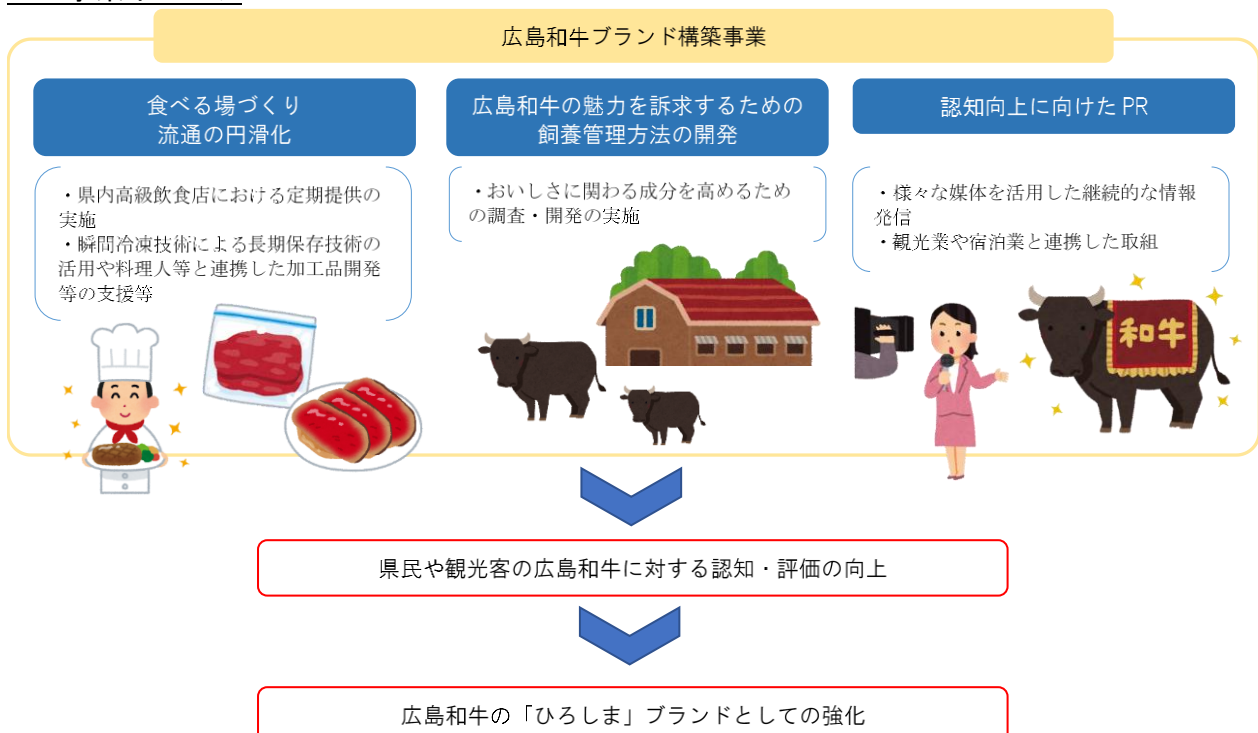 広島和牛ブランド構築事業
食べる場づくり
流通の円滑化
・県内高級飲食店における定期提供の
実施
・瞬間冷凍技術による長期保存技術の
活用や料理人等と連携した加工品開発
等の支援等
広島和牛の魅力を訴求するための
飼養管理方法の開発
・おいしさに関わる成分を高めるため
の調査・開発の実施
認知向上に向けた PR
・様々な媒体を活用した継続的な情報
発信
・観光業や宿泊業と連携した取組
和牛
県民や観光客の広島和牛に対する認知・評価の向上
広島和牛の「ひろしま」ブランドとしての強化